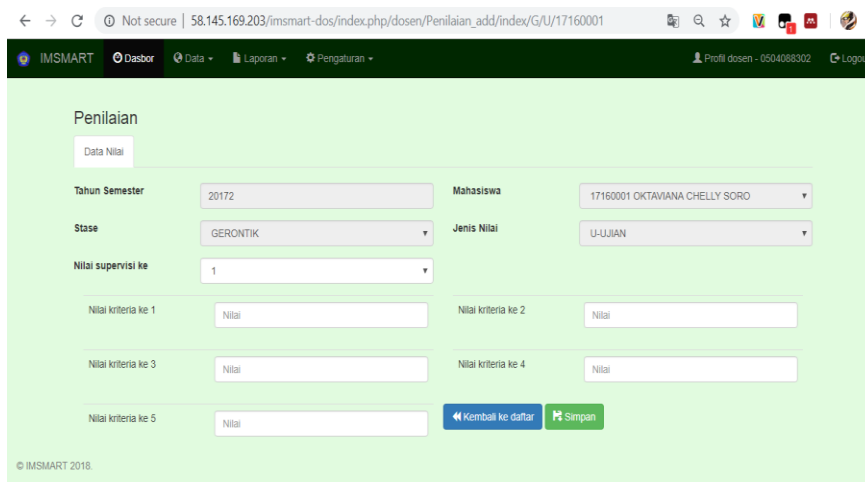 Not secure | 58.145.169.203/imsmart-dos/index.php/dosen/Penilaian_add/index/G/U/17160001
IMSMART Dasbor Data Laporan Pengaturan Profil dosen - 0504088302 Logou
Penilaian
Data Nilai
Tahun Semester 20172 Mahasiswa 17160001 OKTAVIANA CHELLY SORO
Stase GERONTIK Jenis Nilai U-UJIAN
Nilai supervisi ke 1
Nilai kriteria ke 1 Nilai Nilai kriteria ke 2 Nilai
Nilai kriteria ke 3 Nilai Nilai kriteria ke 4 Nilai
Nilai kriteria ke 5 Nilai Kembali ke daftar Simpan
© IMSMART 2018.